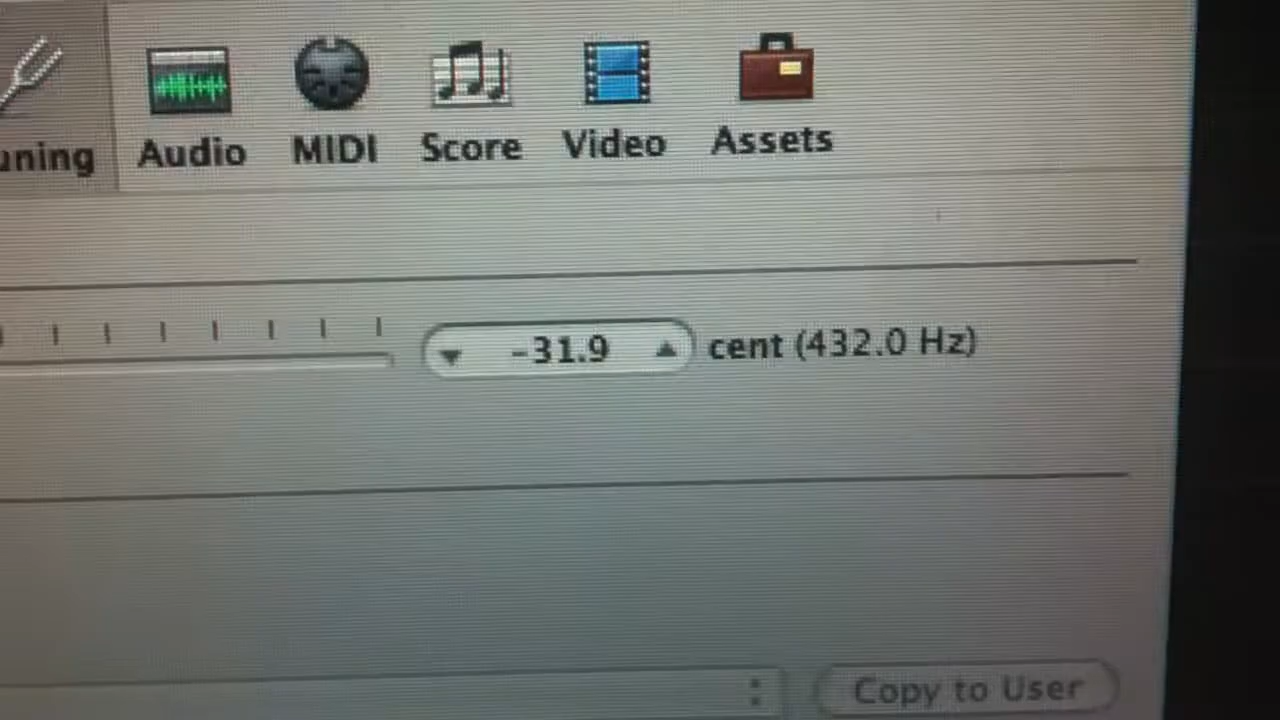 uning Audio MIDI Score Video Assets
-31.9 cent (432.0 Hz)
Copy to User